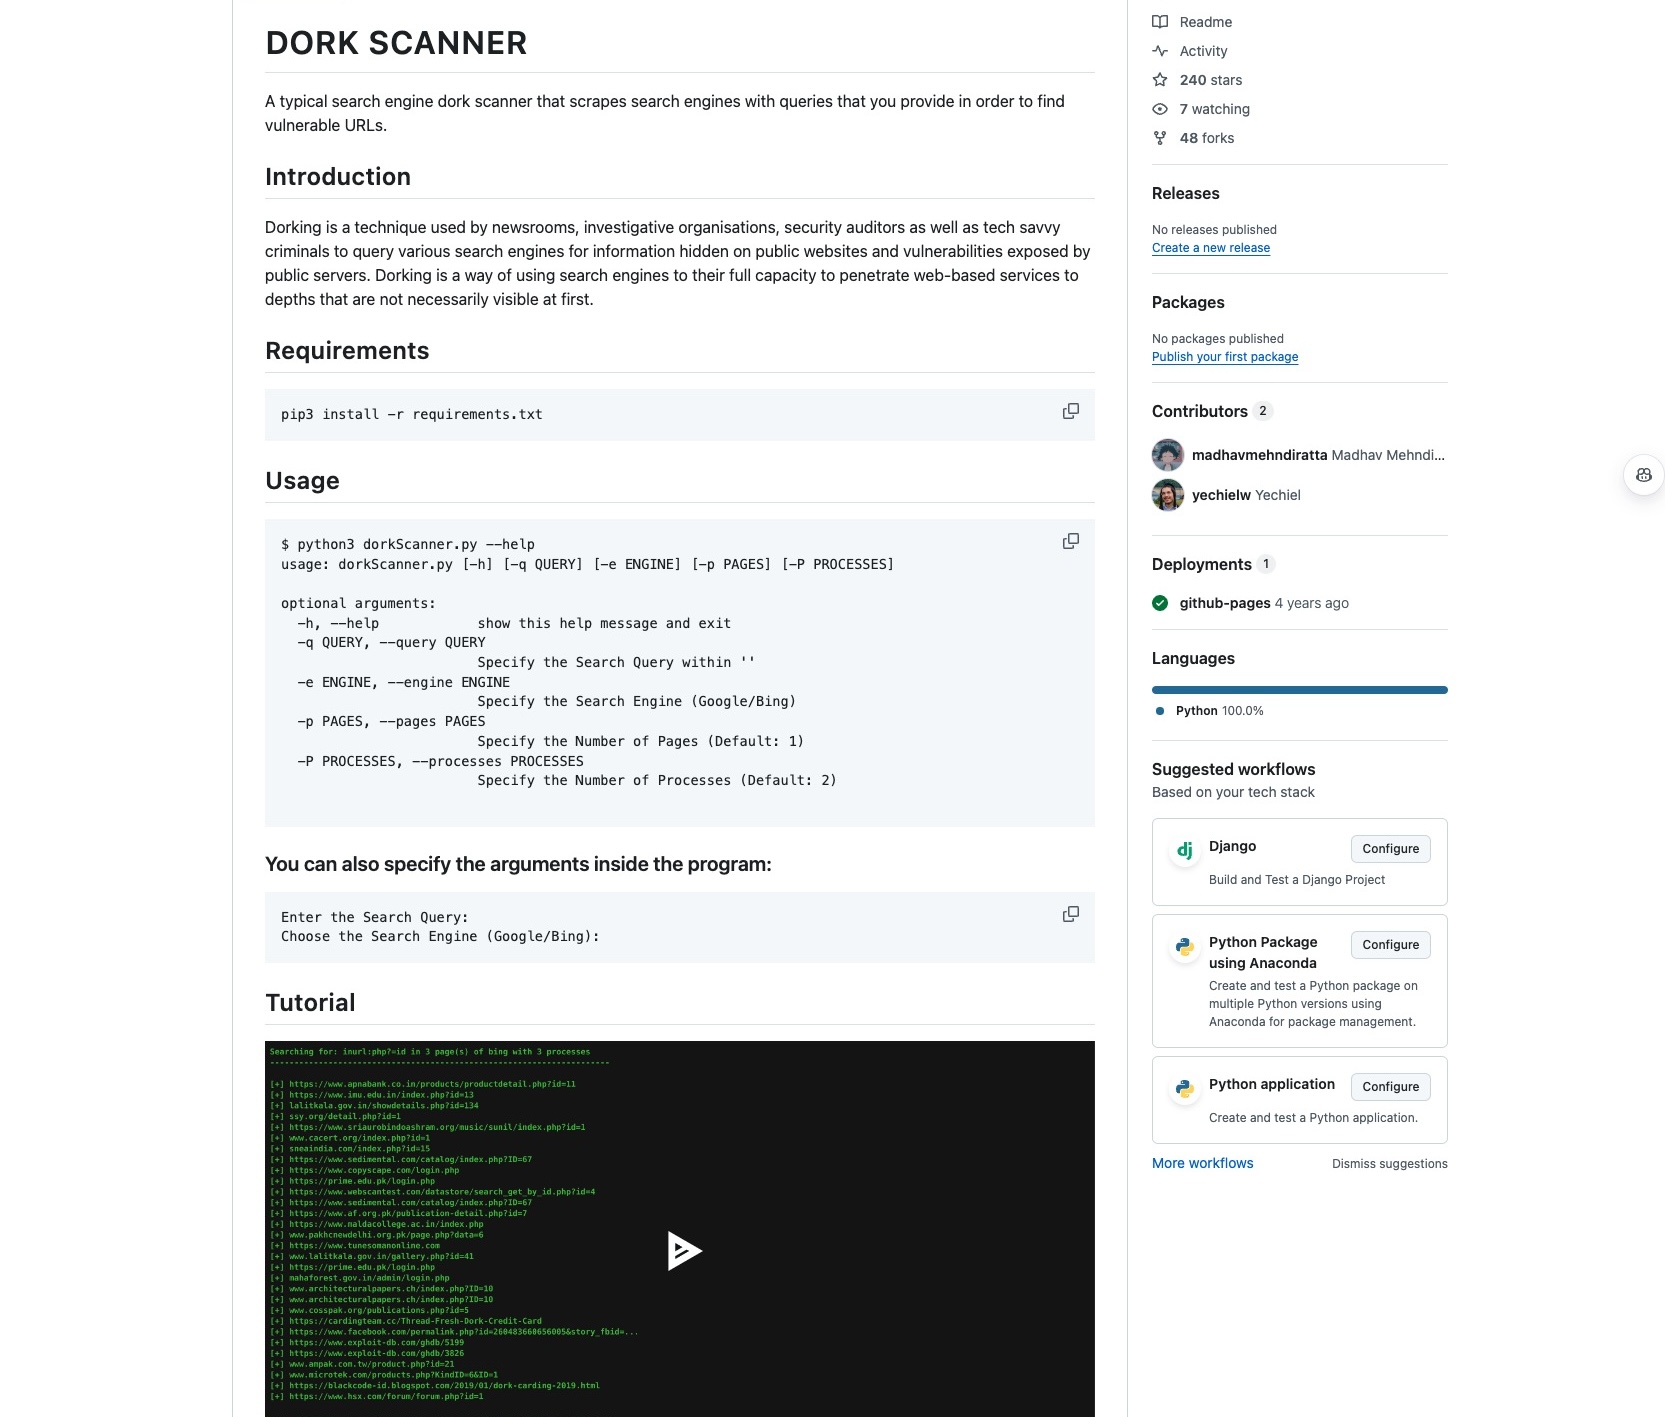 DORK SCANNER
A typical search engine dork scanner that scrapes search engines with queries that you provide in order to find
vulnerable URLs.
Introduction
Dorking is a technique used by newsrooms, investigative organisations, security auditors as well as tech savvy
criminals to query various search engines for information hidden on public websites and vulnerabilities exposed by
public servers. Dorking is a way of using search engines to their full capacity to penetrate web-based services to
depths that are not necessarily visible at first.
Requirements
pip3 install -r requirements.txt
Usage
$ python3 dorkScanner.py --help
usage: dorkScanner.py [-h] [-q QUERY] [-e ENGINE] [-p PAGES] [-P PROCESSES]
optional arguments:
-h, --help show this help message and exit
-q QUERY, --query QUERY
Specify the Search Query within ''
-e ENGINE, --engine ENGINE
Specify the Search Engine (Google/Bing)
-p PAGES, --pages PAGES
Specify the Number of Pages (Default: 1)
-P PROCESSES, --processes PROCESSES
Specify the Number of Processes (Default: 2)
You can also specify the arguments inside the program:
Enter the Search Query:
Choose the Search Engine (Google/Bing):
Tutorial
Searching for: inurl:php?=id in 3 page(s) of bing with 3 processes
----------------------------------------------------------------------
[+] https://www.apnabank.co.in/products/productdetail.php?id=11
[+] https://www.imu.edu.in/index.php?id=13
[+] lalitkala.gov.in/showdetails.php?id=134
[+] ssy.org/detail.php?id=1
[+] https://www.sriaurobindoashram.org/music/sunil/index.php?id=1
[+] www.cacert.org/index.php?id=1
[+] sneaindia.com/index.php?id=15
[+] https://www.sedimental.com/catalog/index.php?ID=67
[+] https://www.copyscape.com/login.php
[+] https://prime.edu.pk/login.php
[+] https://www.webscantest.com/datastore/search_get_by_id.php?id=4
[+] https://www.sedimental.com/catalog/index.php?ID=67
[+] https://www.af.org.pk/publication-detail.php?id=7
[+] https://www.maldacollege.ac.in/index.php
[+] www.pakhcnewdelhi.org.pk/page.php?data=6
[+] https://www.tunesomanonline.com
[+] www.lalitkala.gov.in/gallery.php?id=41
[+] https://prime.edu.pk/login.php
[+] mahaforest.gov.in/admin/login.php
[+] www.architecturalpapers.ch/index.php?ID=10
[+] www.architecturalpapers.ch/index.php?ID=10
[+] www.cosspak.org/publications.php?id=5
[+] https://cardingteam.cc/Thread-Fresh-Dork-Credit-Card
[+] https://www.facebook.com/permalink.php?id=260483660656005&story_fbid=...
[+] https://www.exploit-db.com/ghdb/5199
[+] https://www.exploit-db.com/ghdb/3826
[+] www.ampak.com.tw/product.php?id=21
[+] www.microtek.com/products.php?KindID=6&ID=1
[+] https://blackcode-id.blogspot.com/2019/01/dork-carding-2019.html
[+] https://www.hsx.com/forum/forum.php?id=1
Readme
Activity
240 stars
7 watching
48 forks
Releases
No releases published
Create a new release
Packages
No packages published
Publish your first package
Contributors 2
madhavmehndiratta Madhav Mehndi...
yechielw Yechiel
Deployments 1
github-pages 4 years ago
Languages
Python 100.0%
Suggested workflows
Based on your tech stack
dj
Django
Configure
Build and Test a Django Project
Python Package
using Anaconda
Configure
Create and test a Python package on
multiple Python versions using
Anaconda for package management.
Python application
Configure
Create and test a Python application.
More workflows
Dismiss suggestions